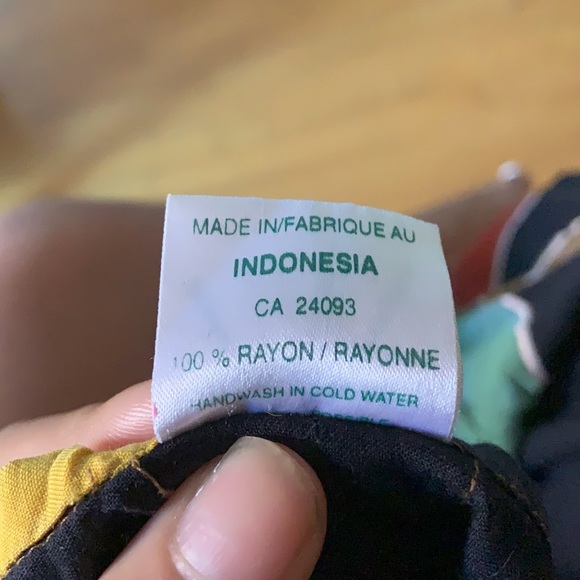 MADE IN/FABRIQUE AU
INDONESIA
CA 24093
100 % RAYON / RAYONNE
HANDWASH IN COLD WATER